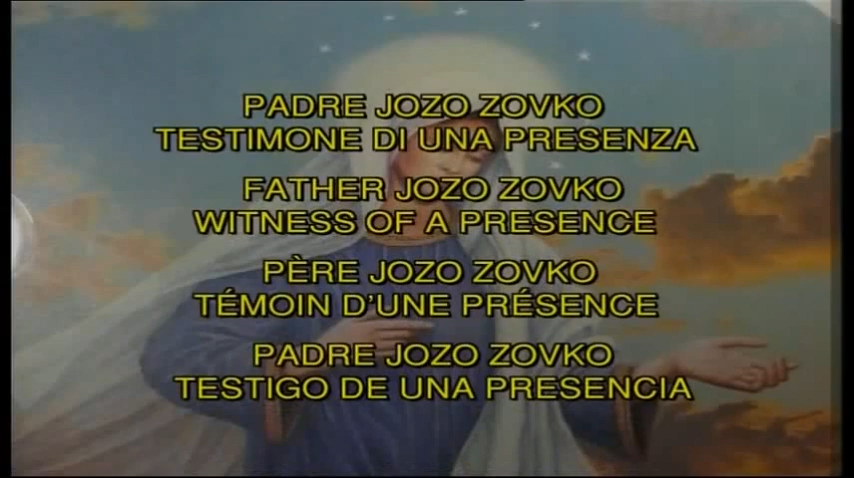 PADRE JOZO ZOVKO
TESTIMONE DI UNA PRESENZA
FATHER JOZO ZOVKO
WITNESS OF A PRESENCE
PÈRE JOZO ZOVKO
TÉMOIN D'UNE PRÉSENCE
PADRE JOZO ZOVKO
TESTIGO DE UNA PRESENCIA